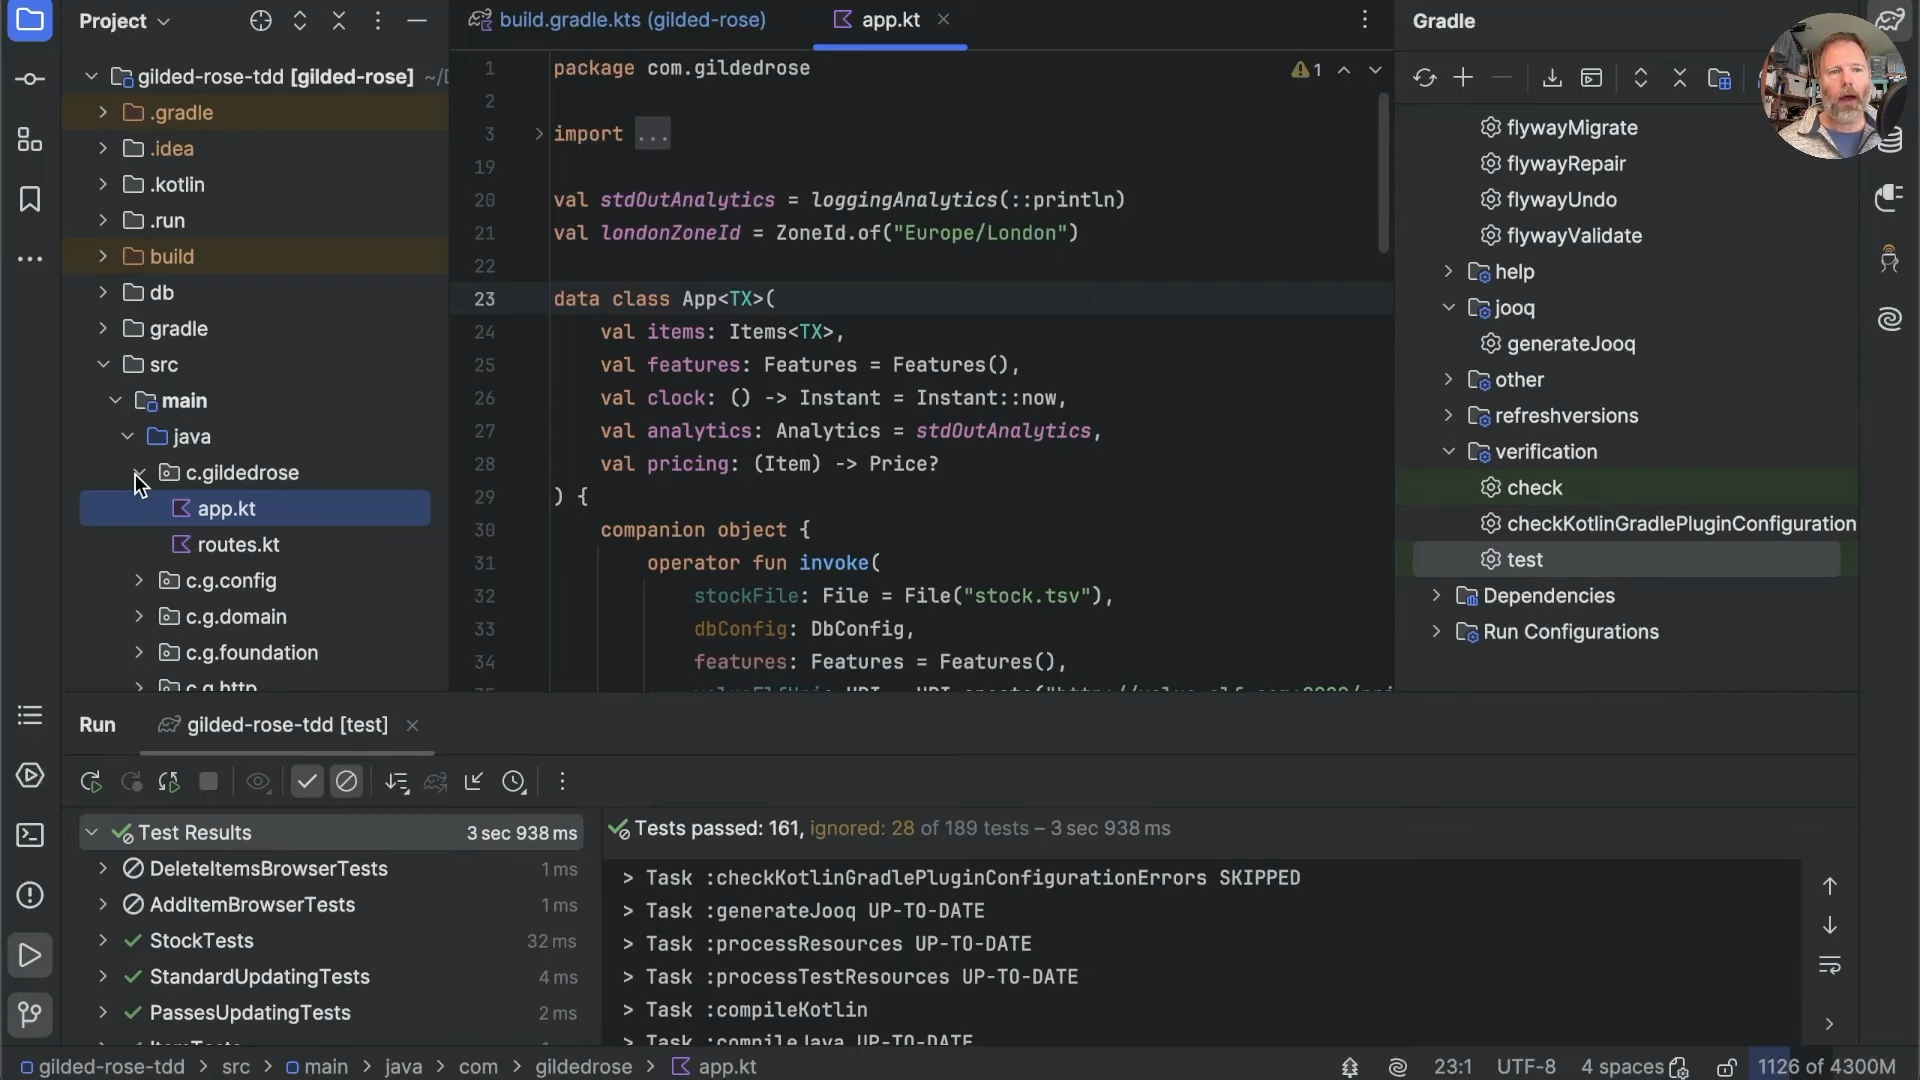 Project
build.gradle.kts (gilded-rose)
app.kt
Gradle
gilded-rose-tdd [gilded-rose]
.gradle
.idea
.kotlin
.run
build
db
gradle
src
main
java
c.gildedrose
app.kt
routes.kt
c.g.config
c.g.domain
c.g.foundation
c.g.http
1 package com.gildedrose
2
3 import ...
19
20 val stdOutAnalytics = loggingAnalytics(::println)
21 val londonZoneId = ZoneId.of("Europe/London")
22
23 data class App<TX>(
24 val items: Items<TX>,
25 val features: Features = Features(),
26 val clock: () -> Instant = Instant::now,
27 val analytics: Analytics = stdOutAnalytics,
28 val pricing: (Item) -> Price?
29 ) {
30 companion object {
31 operator fun invoke(
32 stockFile: File = File("stock.tsv"),
33 dbConfig: DbConfig,
34 features: Features = Features(),
1
flywayMigrate
flywayRepair
flywayUndo
flywayValidate
help
jooq
generateJooq
other
refreshversions
verification
check
checkKotlinGradlePluginConfiguration
test
Dependencies
Run Configurations
Run
gilded-rose-tdd [test]
Test Results 3 sec 938 ms
DeleteItemsBrowserTests 1 ms
AddItemBrowserTests 1 ms
StockTests 32 ms
StandardUpdatingTests 4 ms
PassesUpdatingTests 2 ms
Tests passed: 161, ignored: 28 of 189 tests – 3 sec 938 ms
> Task :checkKotlinGradlePluginConfigurationErrors SKIPPED
> Task :generateJooq UP-TO-DATE
> Task :processResources UP-TO-DATE
> Task :processTestResources UP-TO-DATE
> Task :compileKotlin
> Task :compileJava UP-TO-DATE
gilded-rose-tdd > src > main > java > com > gildedrose > app.kt
23:1 UTF-8 4 spaces 1126 of 4300M